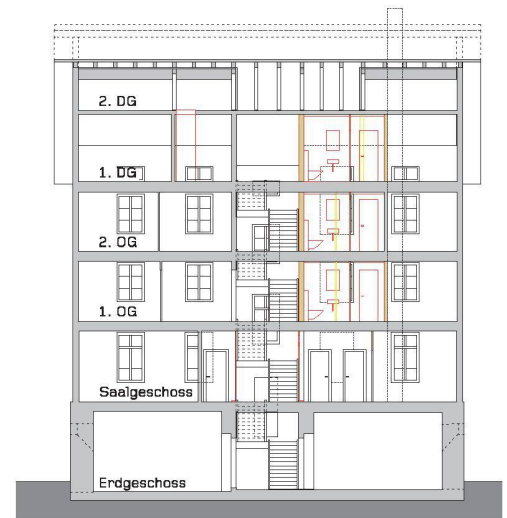 2. DG
1. DG
2. OG
1. OG
Saalgeschoss
Erdgeschoss